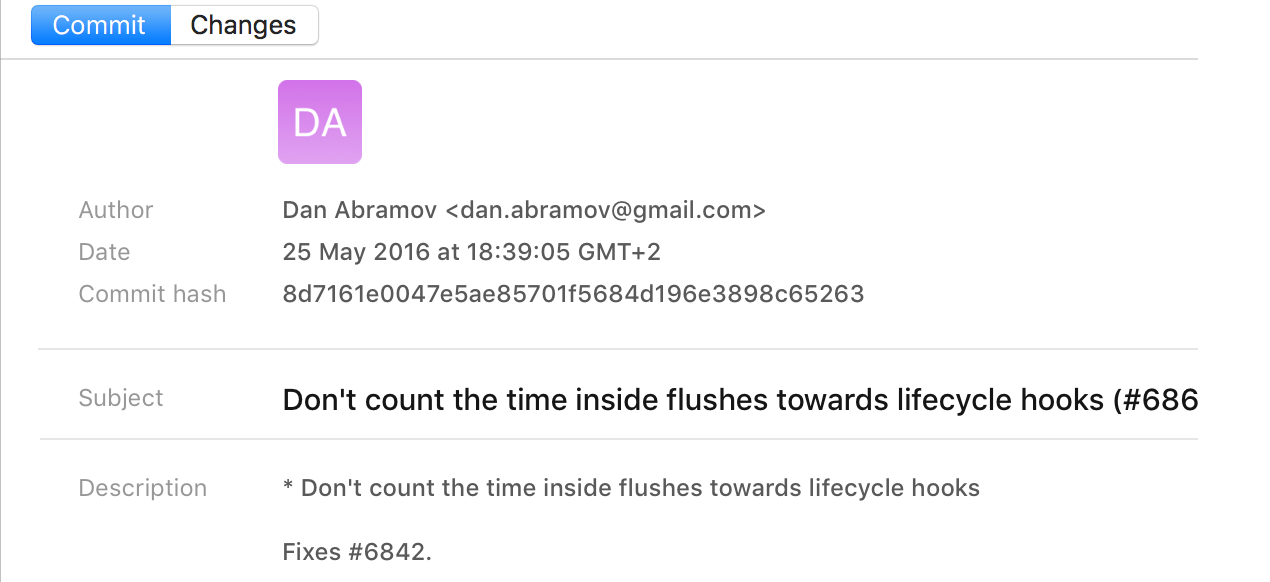 Commit Changes
DA
Author Dan Abramov <dan.abramov@gmail.com>
Date 25 May 2016 at 18:39:05 GMT+2
Commit hash 8d7161e0047e5ae85701f5684d196e3898c65263
Subject Don't count the time inside flushes towards lifecycle hooks (#686
Description * Don't count the time inside flushes towards lifecycle hooks
Fixes #6842.